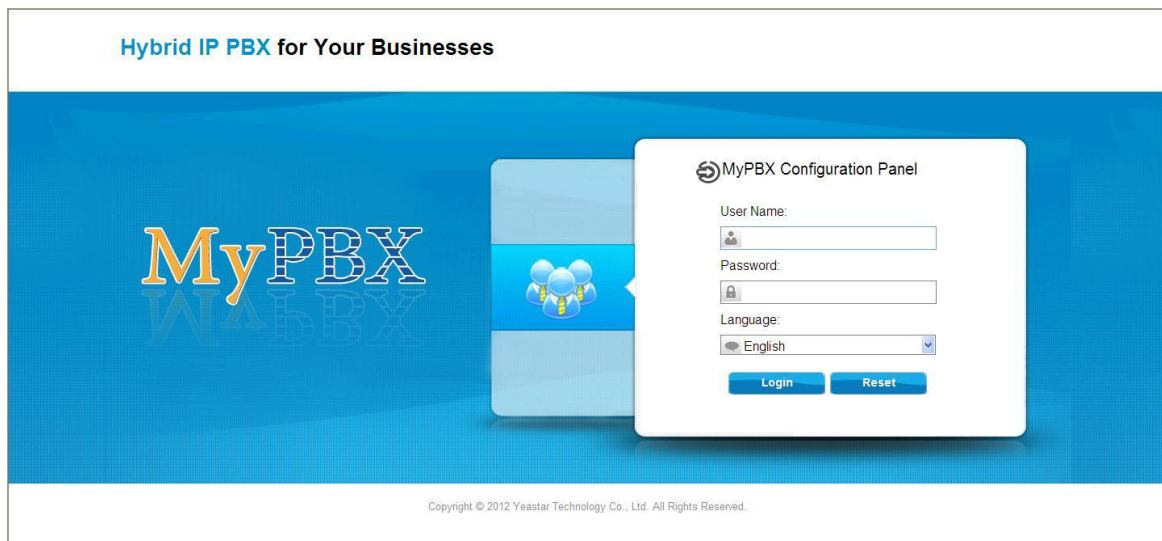 Hybrid IP PBX for Your Businesses
MyPBX
MyPBX Configuration Panel
User Name:
Password:
Language:
English
Login Reset
Copyright © 2012 Yeastar Technology Co., Ltd. All Rights Reserved.